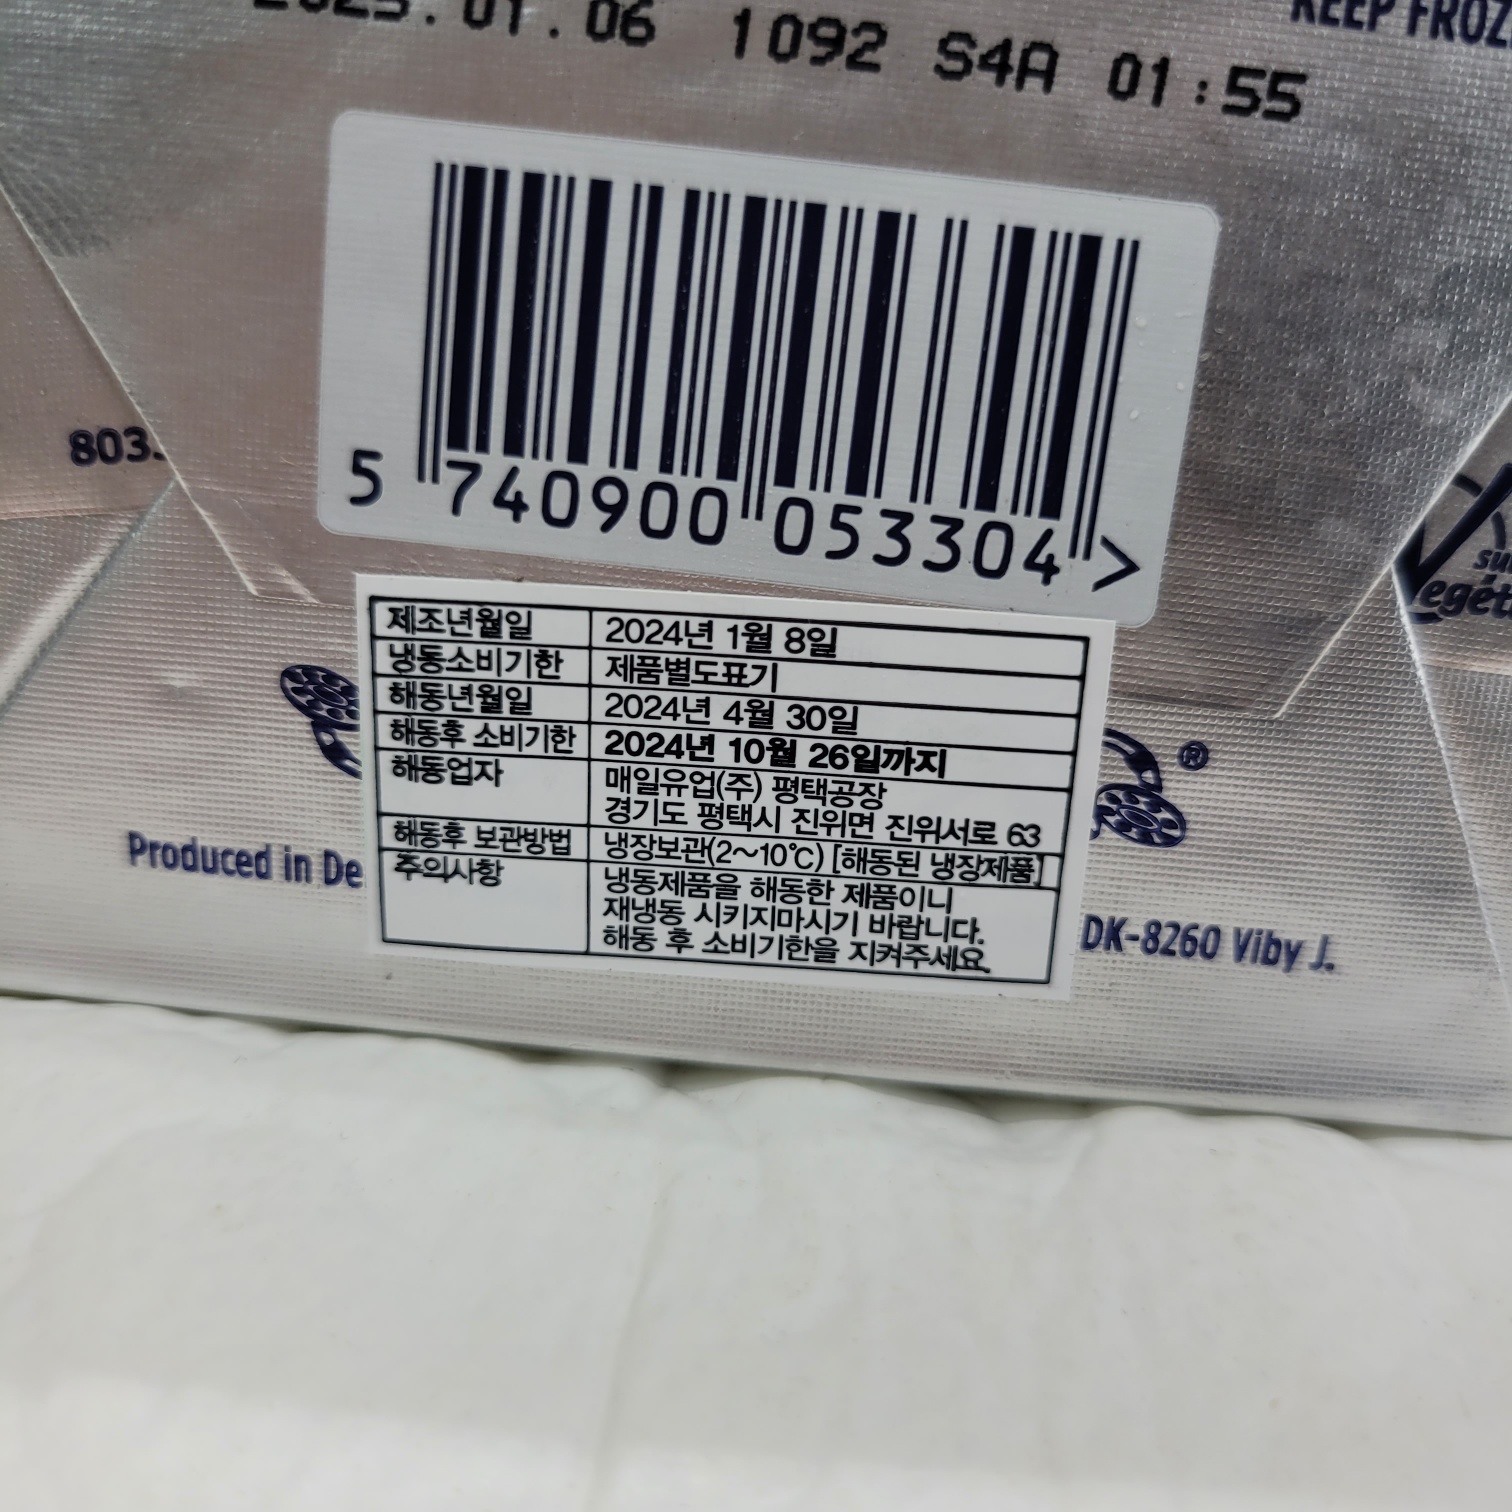 2025.01.06 1092 S4A 01:55
KEEP FROZ
803.
5 740900 053304 >
제조년월일 2024년 1월 8일
냉동소비기한 제품별도표기
해동년월일 2024년 4월 30일
해동후 소비기한 2024년 10월 26일까지
해동업자 매일유업(주) 평택공장
경기도 평택시 진위면 진위서로 63
해동후 보관방법 냉장보관(2~10℃) [해동된 냉장제품]
주의사항 냉동제품을 해동한 제품이니
재냉동 시키지마시기 바랍니다.
해동 후 소비기한을 지켜주세요.
®
Produced in De
DK-8260 Viby J.